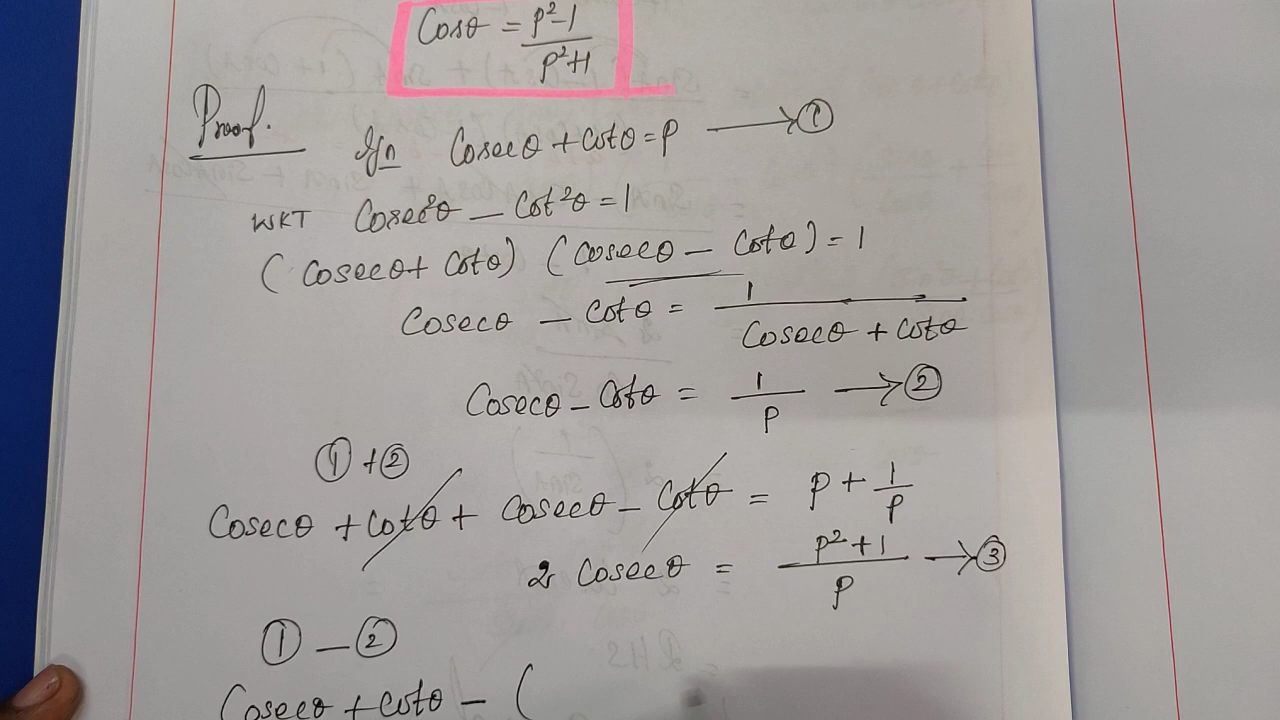 Cosθ = p²-1 / p²+1
Proof. G/n Cosecθ + cotθ = p → ①
WKT Cosec²θ - Cot²θ = 1
(Cosecθ + Cotθ) (Cosecθ - Cotθ) = 1
Cosecθ - Cotθ = 1 / Cosecθ + Cotθ
Cosecθ - Cotθ = 1 / p → ②
① + ②
Cosecθ + Cotθ + Cosecθ - Cotθ = p + 1/p
2 Cosecθ = p²+1 / p → ③
① - ②
Cosecθ + cotθ - (